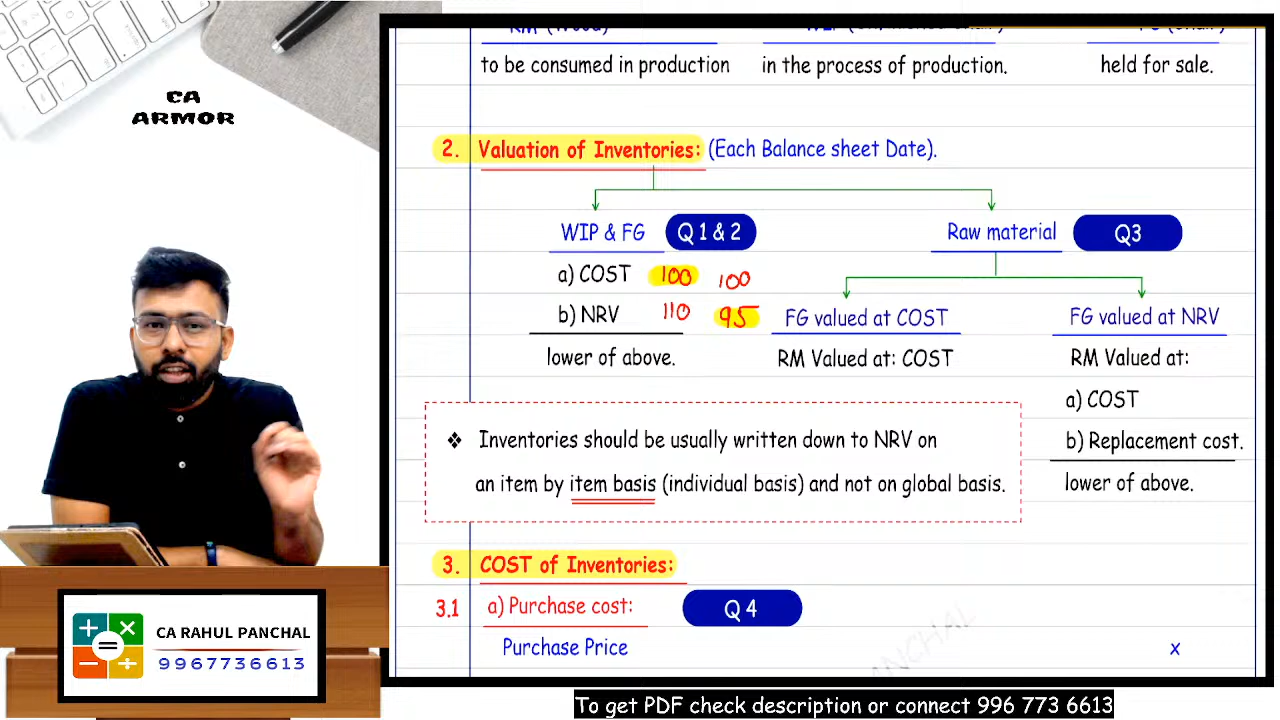 CA
ARMOR
to be consumed in production
in the process of production.
held for sale.
2. Valuation of Inventories: (Each Balance sheet Date).
WIP & FG Q 1 & 2
Raw material Q3
a) COST 100 100
b) NRV 110 95
lower of above.
FG valued at COST
RM Valued at: COST
FG valued at NRV
RM Valued at:
a) COST
b) Replacement cost.
lower of above.
❖ Inventories should be usually written down to NRV on
an item by item basis (individual basis) and not on global basis.
3. COST of Inventories:
3.1 a) Purchase cost: Q 4
Purchase Price x
CA RAHUL PANCHAL
9967736613
To get PDF check description or connect 996 773 6613